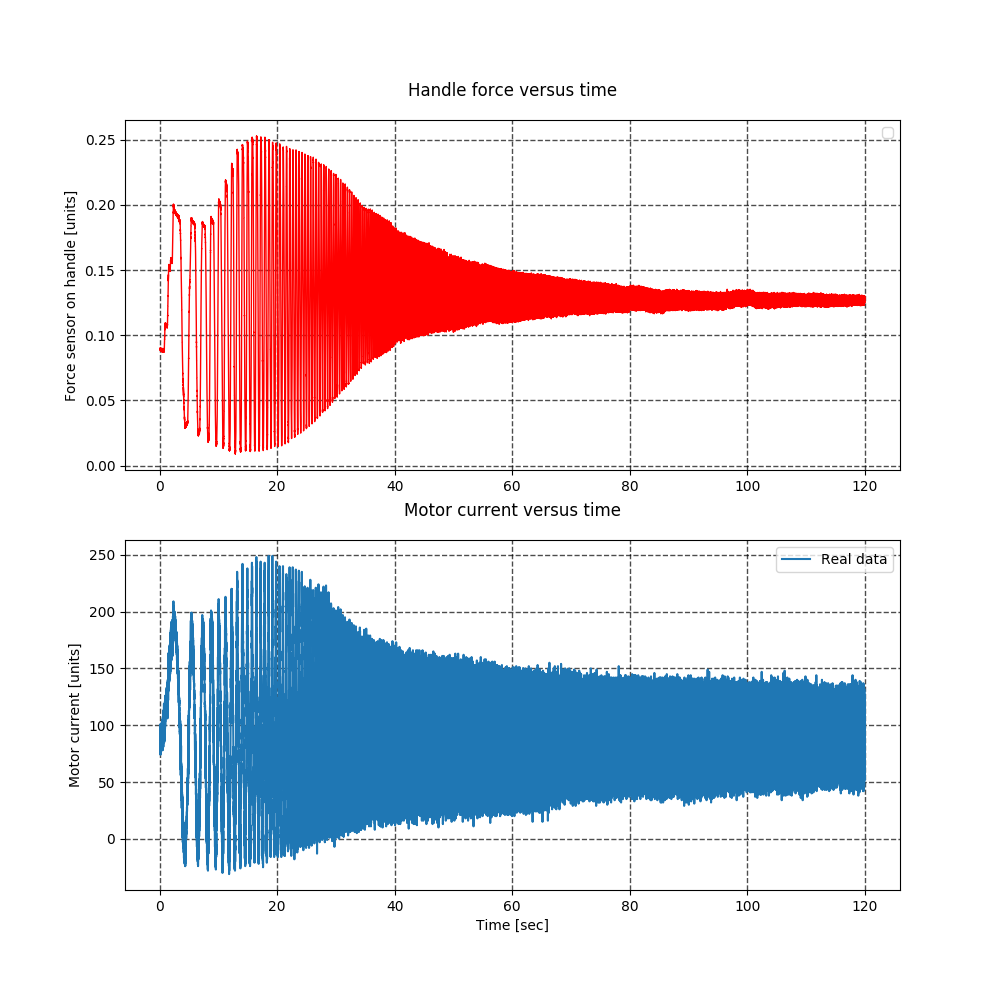 Handle force versus time
Force sensor on handle [units]
0.25
0.20
0.15
0.10
0.05
0.00
0 20 40 60 80 100 120
Motor current versus time
Motor current [units]
250
200
150
100
50
0
Real data
0 20 40 60 80 100 120
Time [sec]